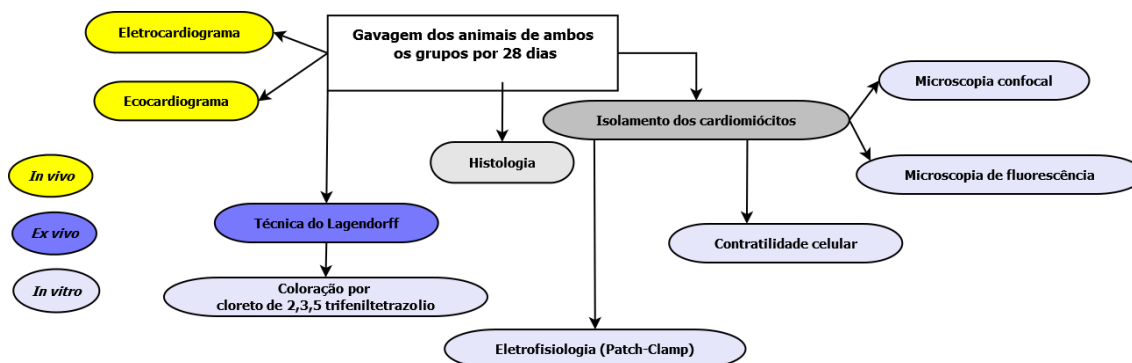 Eletrocardiograma
Gavagem dos animais de ambos
os grupos por 28 dias
Ecocardiograma
Microscopia confocal
Isolamento dos cardiomiócitos
Histologia
Microscopia de fluorescência
In vivo
Técnica do Lagendorff
Ex vivo
Contratilidade celular
In vitro
Coloração por
cloreto de 2,3,5 trifeniltetrazolio
Eletrofisiologia (Patch-Clamp)